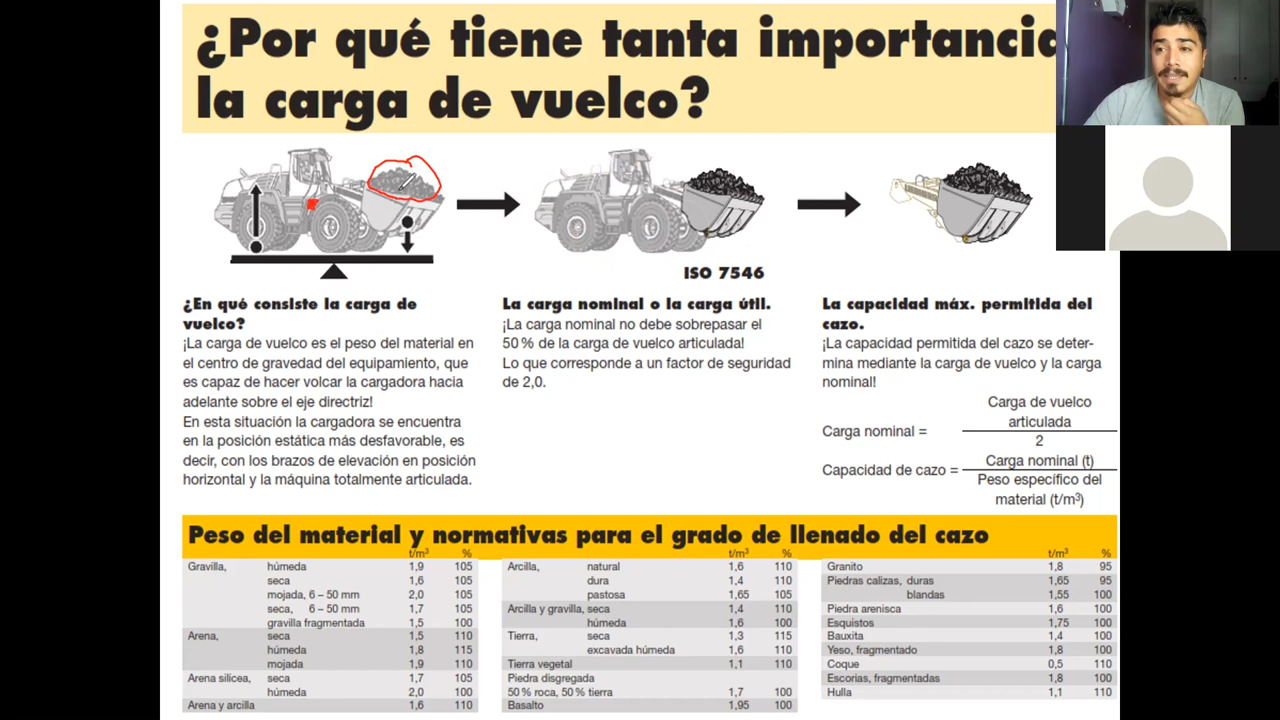 ¿Por qué tiene tanta importancia
la carga de vuelco?
ISO 7546
¿En qué consiste la carga de
vuelco?
¡La carga de vuelco es el peso del material en
el centro de gravedad del equipamiento, que
es capaz de hacer volcar la cargadora hacia
adelante sobre el eje directriz!
En esta situación la cargadora se encuentra
en la posición estática más desfavorable, es
decir, con los brazos de elevación en posición
horizontal y la máquina totalmente articulada.
La carga nominal o la carga útil.
¡La carga nominal no debe sobrepasar el
50 % de la carga de vuelco articulada!
Lo que corresponde a un factor de seguridad
de 2,0.
La capacidad máx. permitida del
cazo.
¡La capacidad permitida del cazo se deter-
mina mediante la carga de vuelco y la carga
nominal!
Carga de vuelco
articulada
Carga nominal =
2
Carga nominal (t)
Capacidad de cazo =
Peso específico del
material (t/m³)
Peso del material y normativas para el grado de llenado del cazo
t/m³ %
Gravilla, húmeda 1,9 105
seca 1,6 105
mojada, 6 – 50 mm 2,0 105
seca, 6 – 50 mm 1,7 105
gravilla fragmentada 1,5 100
Arena, seca 1,5 110
húmeda 1,8 115
mojada 1,9 110
Arena silícea, seca 1,7 105
húmeda 2,0 100
Arena y arcilla 1,6 110
t/m³ %
Arcilla, natural 1,6 110
dura 1,4 110
pastosa 1,65 105
Arcilla y gravilla, seca 1,4 110
húmeda 1,6 100
Tierra, seca 1,3 115
excavada húmeda 1,6 110
Tierra vegetal 1,1 110
Piedra disgregada
50 % roca, 50 % tierra 1,7 100
Basalto 1,95 100
t/m³ %
Granito 1,8 95
Piedras calizas, duras 1,65 95
blandas 1,55 100
Piedra arenisca 1,6 100
Esquistos 1,75 100
Bauxita 1,4 100
Yeso, fragmentado 1,8 100
Coque 0,5 110
Escorias, fragmentadas 1,8 100
Hulla 1,1 110